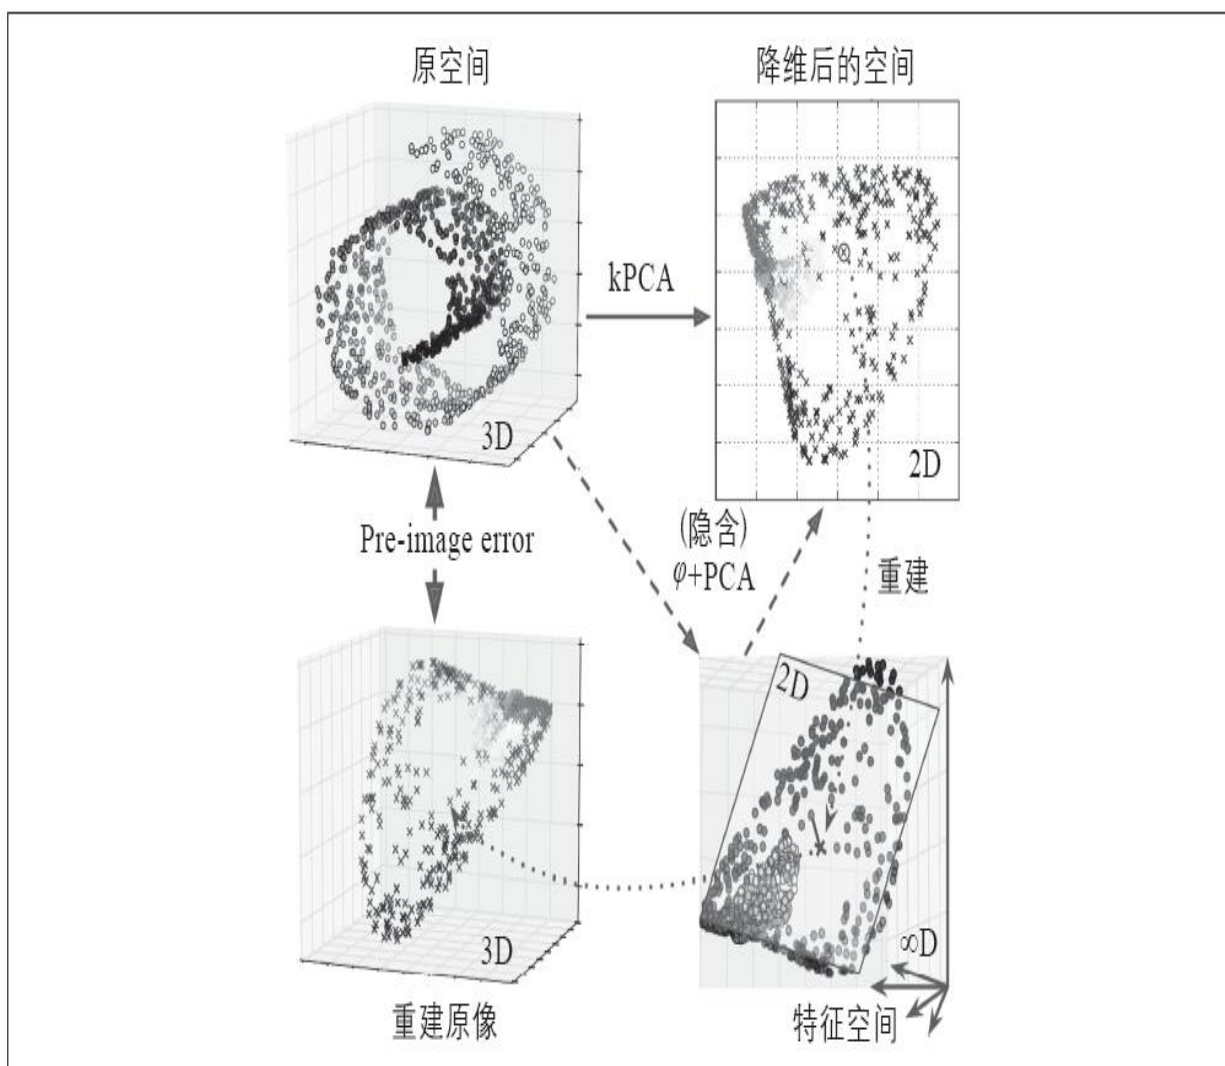 原空间
降维后的空间
kPCA
3D
2D
Pre-image error
(隐含)
φ+PCA
重建
2D
3D
∞D
重建原像
特征空间